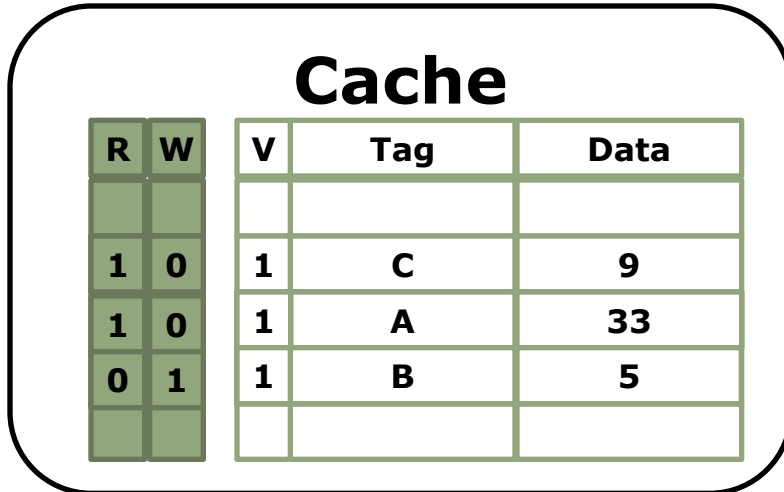 Cache
R W V Tag Data
1 0 1 C 9
1 0 1 A 33
0 1 1 B 5